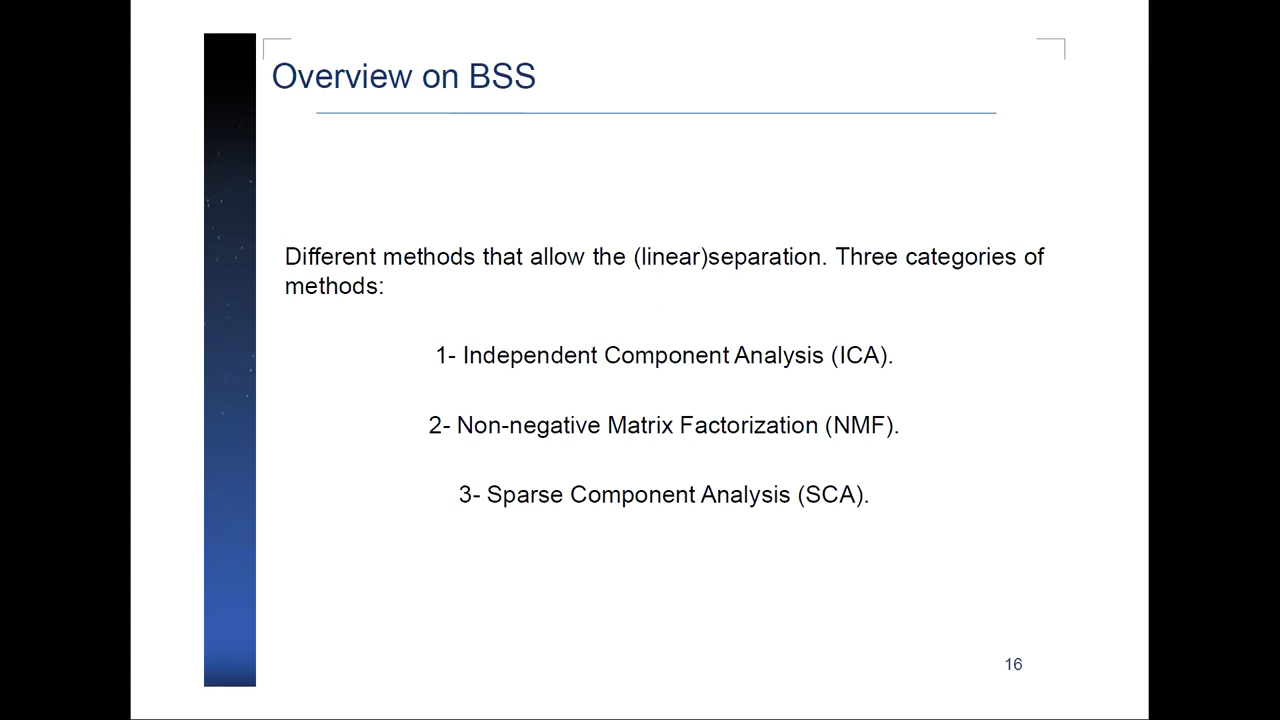 Overview on BSS
Different methods that allow the (linear)separation. Three categories of
methods:
1- Independent Component Analysis (ICA).
2- Non-negative Matrix Factorization (NMF).
3- Sparse Component Analysis (SCA).
16